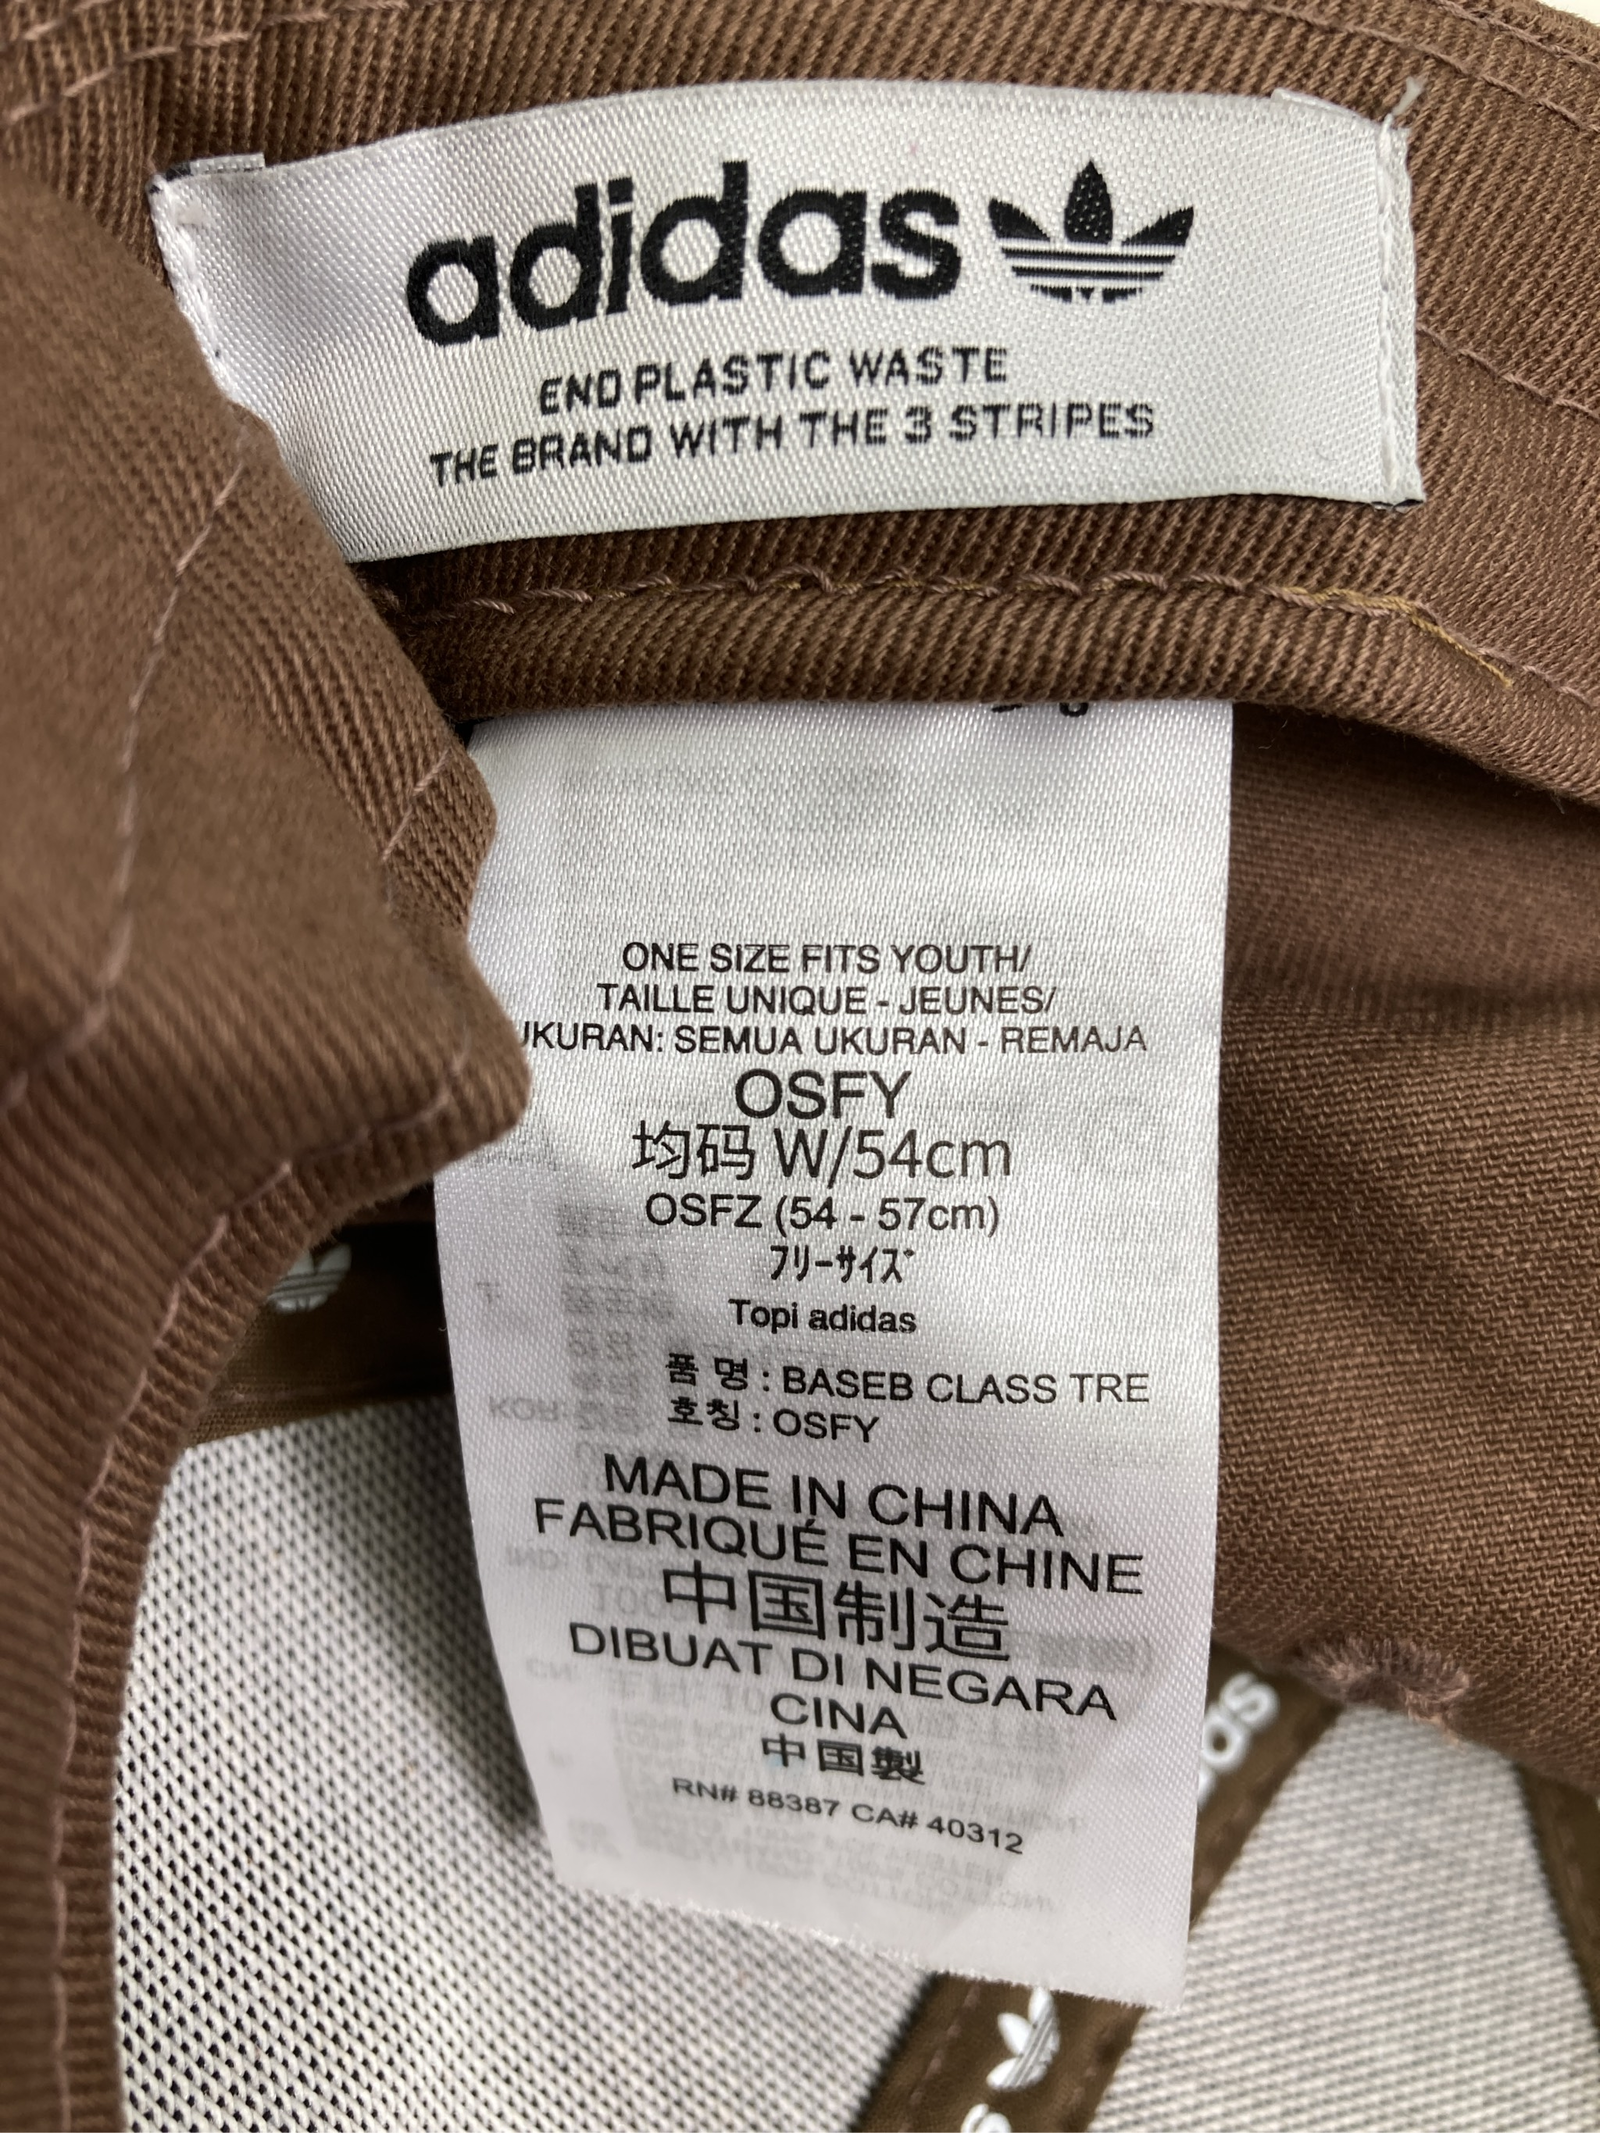 adidas
END PLASTIC WASTE
THE BRAND WITH THE 3 STRIPES
ONE SIZE FITS YOUTH/
TAILLE UNIQUE - JEUNES/
UKURAN: SEMUA UKURAN - REMAJA
OSFY
均码 W/54cm
OSFZ (54 - 57cm)
フリーサイズ
Topi adidas
품 명 : BASEB CLASS TRE
호칭 : OSFY
MADE IN CHINA
FABRIQUÉ EN CHINE
中国制造
DIBUAT DI NEGARA
CINA
中国製
RN# 88387 CA# 40312